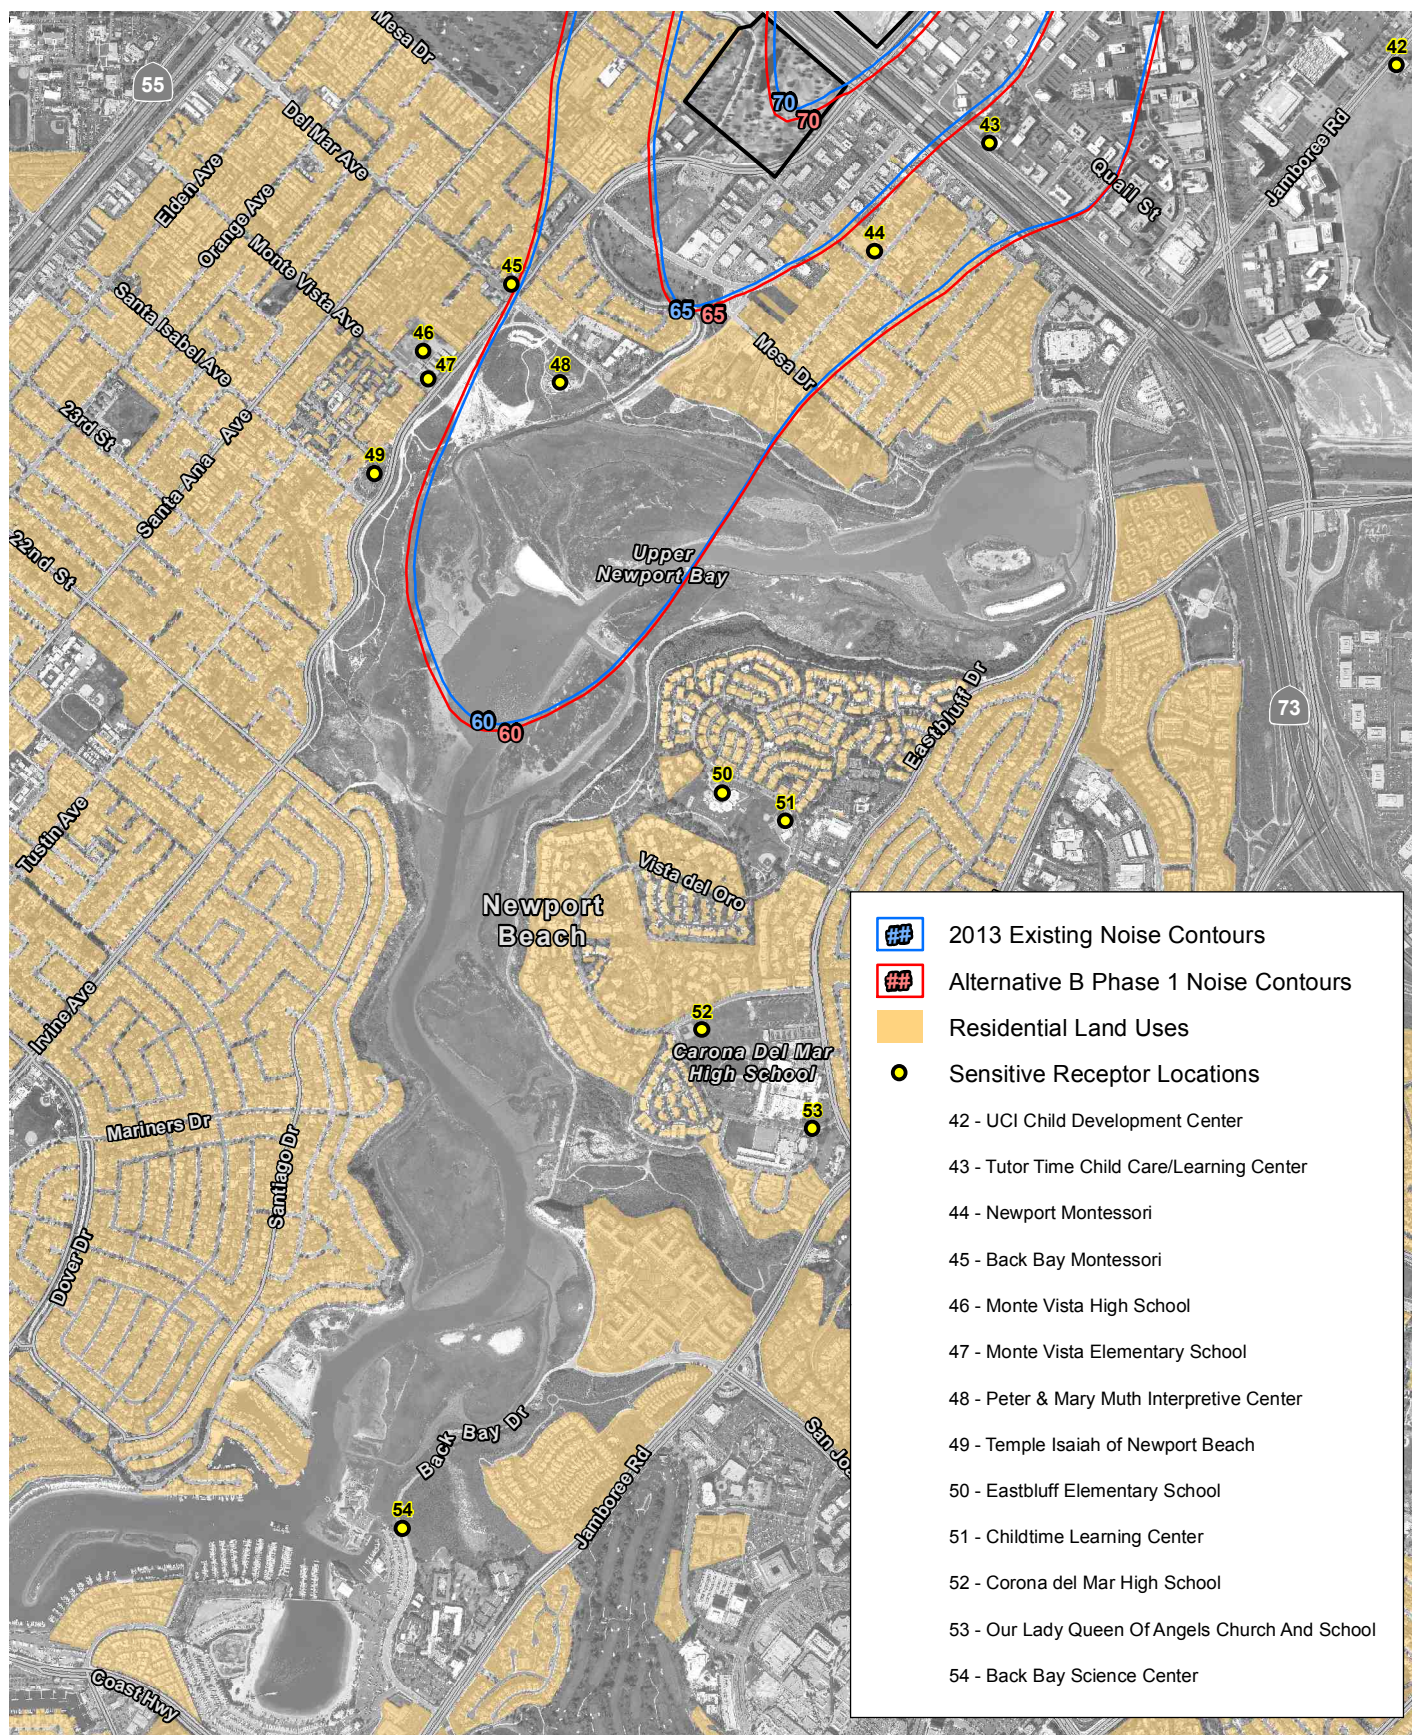 Mesa Dr
42
55
70
70
Del Mar Ave
43
Jamboree Rd
Quail St
Elden Ave
Orange Ave
44
Monte Vista Ave
45
Santa Isabel Ave
65
65
46
47
48
Mesa Dr
23rd St
Santa Ana Ave
49
22nd St
Upper
Newport Bay
Eastbluff Dr
73
60
60
50
51
Tustin Ave
Vista del Oro
Newport
Beach
Irvine Ave
52
Carona Del Mar
High School
53
Mariners Dr
Santiago Dr
Dover Dr
Back Bay Dr
San Joa
Jamboree Rd
54
Coast Hwy
## 2013 Existing Noise Contours
## Alternative B Phase 1 Noise Contours
Residential Land Uses
Sensitive Receptor Locations
42 - UCI Child Development Center
43 - Tutor Time Child Care/Learning Center
44 - Newport Montessori
45 - Back Bay Montessori
46 - Monte Vista High School
47 - Monte Vista Elementary School
48 - Peter & Mary Muth Interpretive Center
49 - Temple Isaiah of Newport Beach
50 - Eastbluff Elementary School
51 - Childtime Learning Center
52 - Corona del Mar High School
53 - Our Lady Queen Of Angels Church And School
54 - Back Bay Science Center